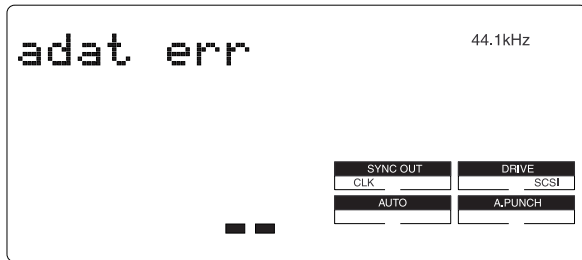 adat err
44.1kHz
SYNC OUT DRIVE
CLK SCSI
AUTO A.PUNCH
--